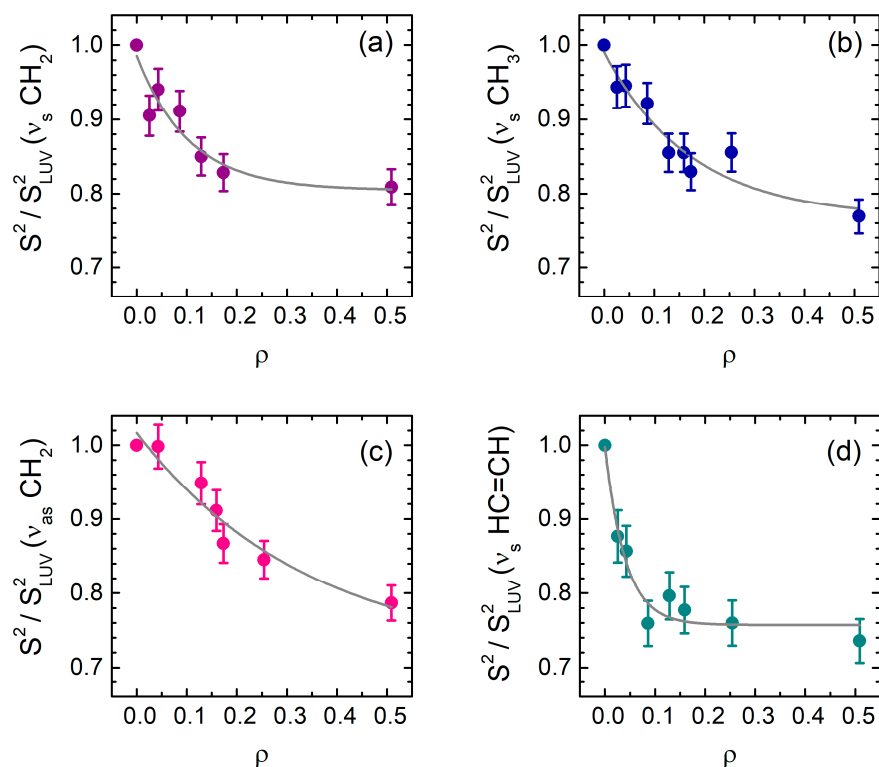 (a)
S²/S²LUV (νs CH2)
1.0
0.9
0.8
0.7
0.0 0.1 0.2 0.3 0.4 0.5
ρ
(b)
S²/S²LUV (νs CH3)
1.0
0.9
0.8
0.7
0.0 0.1 0.2 0.3 0.4 0.5
ρ
(c)
S²/S²LUV (νas CH2)
1.0
0.9
0.8
0.7
0.0 0.1 0.2 0.3 0.4 0.5
ρ
(d)
S²/S²LUV (νs HC=CH)
1.0
0.9
0.8
0.7
0.0 0.1 0.2 0.3 0.4 0.5
ρ